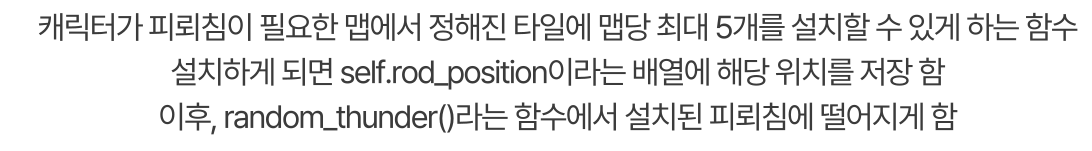 캐릭터가 피뢰침이 필요한 맵에서 정해진 타일에 맵당 최대 5개를 설치할 수 있게 하는 함수
설치하게 되면 self.rod_position이라는 배열에 해당 위치를 저장 함
이후, random_thunder()라는 함수에서 설치된 피뢰침에 떨어지게 함